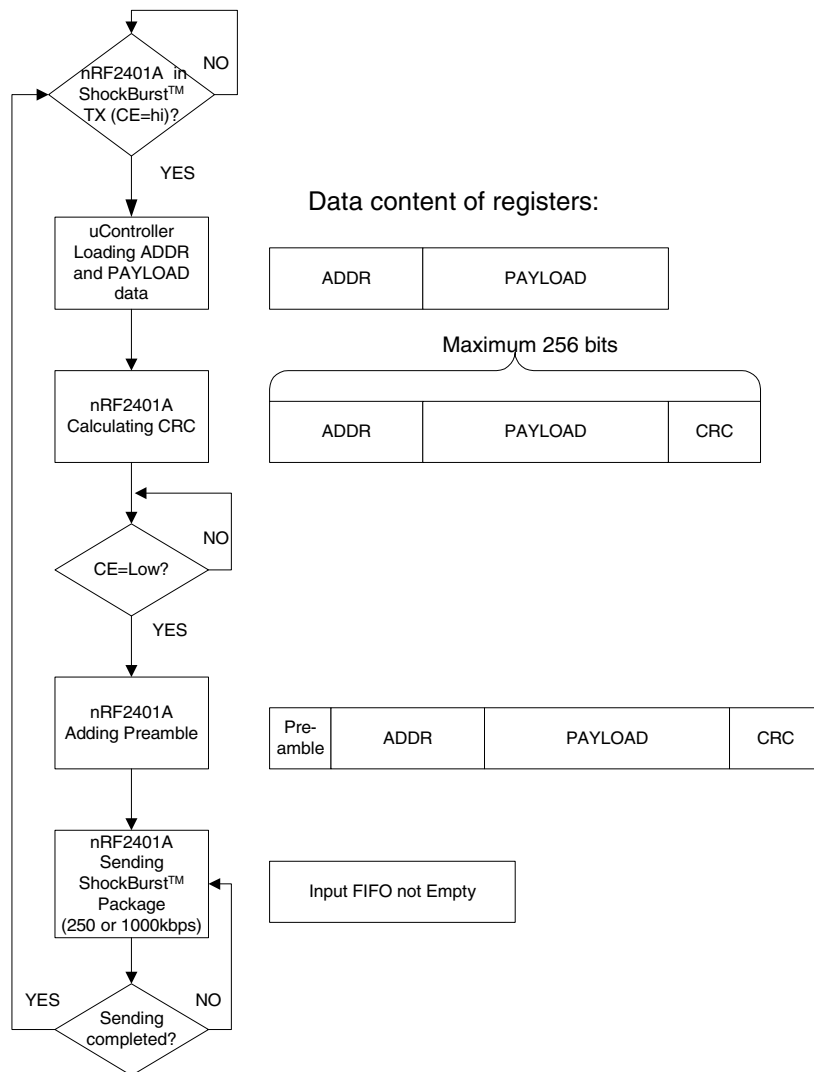 nRF2401A in
ShockBurst™
TX (CE=hi)?
NO
YES
Data content of registers:
uController
Loading ADDR
and PAYLOAD
data
ADDR
PAYLOAD
Maximum 256 bits
nRF2401A
Calculating CRC
ADDR
PAYLOAD
CRC
NO
CE=Low?
YES
nRF2401A
Adding Preamble
Pre-
amble
ADDR
PAYLOAD
CRC
nRF2401A
Sending
ShockBurst™
Package
(250 or 1000kbps)
Input FIFO not Empty
YES
NO
Sending
completed?